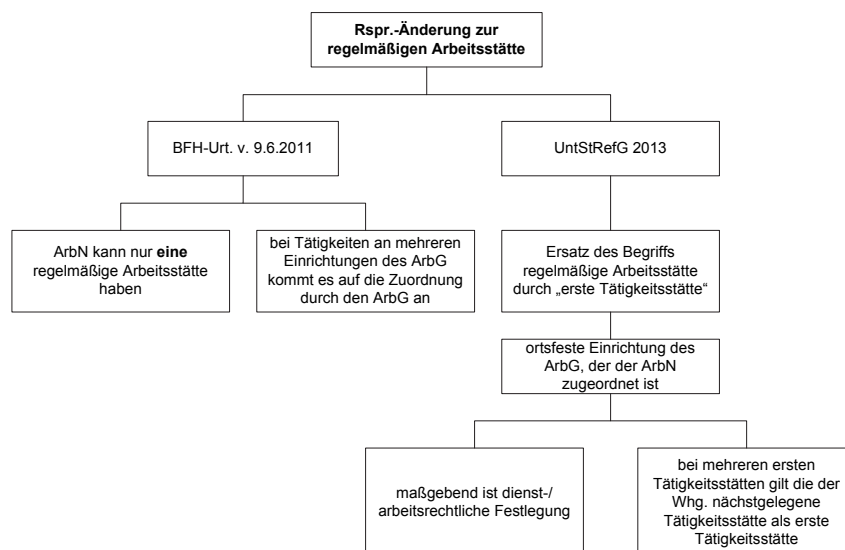 Rspr.-Änderung zur
regelmäßigen Arbeitsstätte
BFH-Urt. v. 9.6.2011
UntStRefG 2013
ArbN kann nur eine
regelmäßige Arbeitsstätte
haben
bei Tätigkeiten an mehreren
Einrichtungen des ArbG
kommt es auf die Zuordnung
durch den ArbG an
Ersatz des Begriffs
regelmäßige Arbeitsstätte
durch „erste Tätigkeitsstätte“
ortsfeste Einrichtung des
ArbG, der der ArbN
zugeordnet ist
maßgebend ist dienst-/
arbeitsrechtliche Festlegung
bei mehreren ersten
Tätigkeitsstätten gilt die der
Whg. nächstgelegene
Tätigkeitsstätte als erste
Tätigkeitsstätte